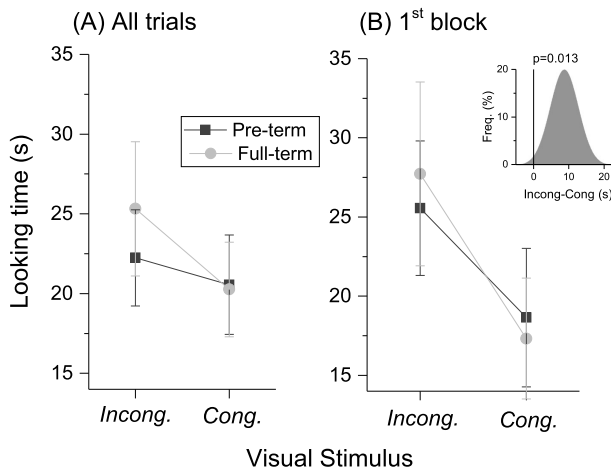 (A) All trials
(B) 1st block
35
30
25
20
15
Looking time (s)
Pre-term
Full-term
Incong.
Cong.
35
30
25
20
15
p=0.013
20
10
0
Freq. (%)
0
10
20
Incong-Cong (s)
Incong.
Cong.
Visual Stimulus